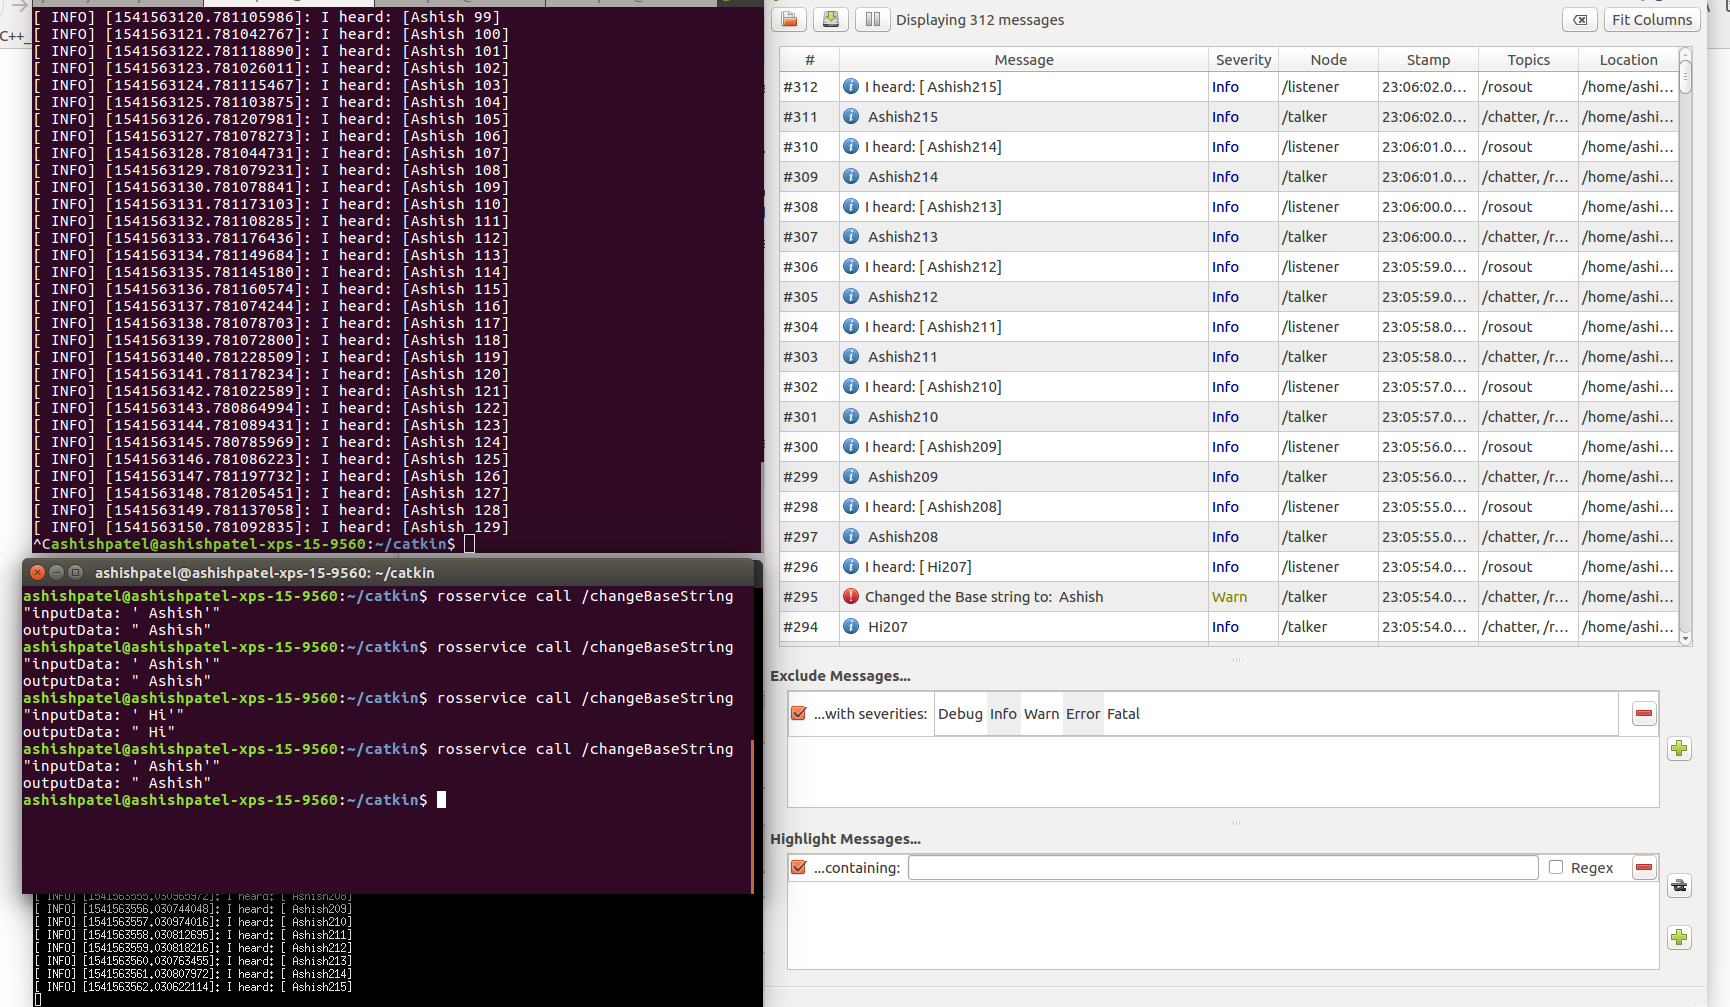 C++_
[ INFO] [1541563120.781105986]: I heard: [Ashish 99]
[ INFO] [1541563121.781042767]: I heard: [Ashish 100]
[ INFO] [1541563122.781118890]: I heard: [Ashish 101]
[ INFO] [1541563123.781026011]: I heard: [Ashish 102]
[ INFO] [1541563124.781115467]: I heard: [Ashish 103]
[ INFO] [1541563125.781103875]: I heard: [Ashish 104]
[ INFO] [1541563126.781207981]: I heard: [Ashish 105]
[ INFO] [1541563127.781078273]: I heard: [Ashish 106]
[ INFO] [1541563128.781044731]: I heard: [Ashish 107]
[ INFO] [1541563129.781079231]: I heard: [Ashish 108]
[ INFO] [1541563130.781078841]: I heard: [Ashish 109]
[ INFO] [1541563131.781173103]: I heard: [Ashish 110]
[ INFO] [1541563132.781108285]: I heard: [Ashish 111]
[ INFO] [1541563133.781176436]: I heard: [Ashish 112]
[ INFO] [1541563134.781149684]: I heard: [Ashish 113]
[ INFO] [1541563135.781145180]: I heard: [Ashish 114]
[ INFO] [1541563136.781160574]: I heard: [Ashish 115]
[ INFO] [1541563137.781074244]: I heard: [Ashish 116]
[ INFO] [1541563138.781078703]: I heard: [Ashish 117]
[ INFO] [1541563139.781072800]: I heard: [Ashish 118]
[ INFO] [1541563140.781228509]: I heard: [Ashish 119]
[ INFO] [1541563141.781178234]: I heard: [Ashish 120]
[ INFO] [1541563142.781022589]: I heard: [Ashish 121]
[ INFO] [1541563143.780864994]: I heard: [Ashish 122]
[ INFO] [1541563144.781089431]: I heard: [Ashish 123]
[ INFO] [1541563145.780785969]: I heard: [Ashish 124]
[ INFO] [1541563146.781086223]: I heard: [Ashish 125]
[ INFO] [1541563147.781197732]: I heard: [Ashish 126]
[ INFO] [1541563148.781205451]: I heard: [Ashish 127]
[ INFO] [1541563149.781137058]: I heard: [Ashish 128]
[ INFO] [1541563150.781092835]: I heard: [Ashish 129]
^Cashishpatel@ashishpatel-xps-15-9560:~/catkin$
ashishpatel@ashishpatel-xps-15-9560: ~/catkin
ashishpatel@ashishpatel-xps-15-9560:~/catkin$ rosservice call /changeBaseString
"inputData: ' Ashish'"
outputData: " Ashish"
ashishpatel@ashishpatel-xps-15-9560:~/catkin$ rosservice call /changeBaseString
"inputData: ' Ashish'"
outputData: " Ashish"
ashishpatel@ashishpatel-xps-15-9560:~/catkin$ rosservice call /changeBaseString
"inputData: ' Hi'"
outputData: " Hi"
ashishpatel@ashishpatel-xps-15-9560:~/catkin$ rosservice call /changeBaseString
"inputData: ' Ashish'"
outputData: " Ashish"
ashishpatel@ashishpatel-xps-15-9560:~/catkin$
[ INFO] [1541563555.030965972]: I heard: [ Ashish208]
[ INFO] [1541563556.030744048]: I heard: [ Ashish209]
[ INFO] [1541563557.030974016]: I heard: [ Ashish210]
[ INFO] [1541563558.030812695]: I heard: [ Ashish211]
[ INFO] [1541563559.030818216]: I heard: [ Ashish212]
[ INFO] [1541563560.030763455]: I heard: [ Ashish213]
[ INFO] [1541563561.030807972]: I heard: [ Ashish214]
[ INFO] [1541563562.030622114]: I heard: [ Ashish215]
Displaying 312 messages Fit Columns
# Message Severity Node Stamp Topics Location
#312 I heard: [ Ashish215] Info /listener 23:06:02.0... /rosout /home/ashi...
#311 Ashish215 Info /talker 23:06:02.0... /chatter, /r... /home/ashi...
#310 I heard: [ Ashish214] Info /listener 23:06:01.0... /rosout /home/ashi...
#309 Ashish214 Info /talker 23:06:01.0... /chatter, /r... /home/ashi...
#308 I heard: [ Ashish213] Info /listener 23:06:00.0... /rosout /home/ashi...
#307 Ashish213 Info /talker 23:06:00.0... /chatter, /r... /home/ashi...
#306 I heard: [ Ashish212] Info /listener 23:05:59.0... /rosout /home/ashi...
#305 Ashish212 Info /talker 23:05:59.0... /chatter, /r... /home/ashi...
#304 I heard: [ Ashish211] Info /listener 23:05:58.0... /rosout /home/ashi...
#303 Ashish211 Info /talker 23:05:58.0... /chatter, /r... /home/ashi...
#302 I heard: [ Ashish210] Info /listener 23:05:57.0... /rosout /home/ashi...
#301 Ashish210 Info /talker 23:05:57.0... /chatter, /r... /home/ashi...
#300 I heard: [ Ashish209] Info /listener 23:05:56.0... /rosout /home/ashi...
#299 Ashish209 Info /talker 23:05:56.0... /chatter, /r... /home/ashi...
#298 I heard: [ Ashish208] Info /listener 23:05:55.0... /rosout /home/ashi...
#297 Ashish208 Info /talker 23:05:55.0... /chatter, /r... /home/ashi...
#296 I heard: [ Hi207] Info /listener 23:05:54.0... /rosout /home/ashi...
#295 Changed the Base string to: Ashish Warn /talker 23:05:54.0... /chatter, /r... /home/ashi...
#294 Hi207 Info /talker 23:05:54.0... /chatter, /r... /home/ashi...
Exclude Messages...
...with severities: Debug Info Warn Error Fatal
Highlight Messages...
...containing: Regex